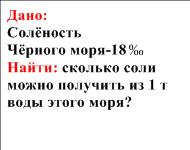 Дано:
Солёность
Чёрного моря-18‰
Найти: сколько соли
можно получить из 1 т
воды этого моря?